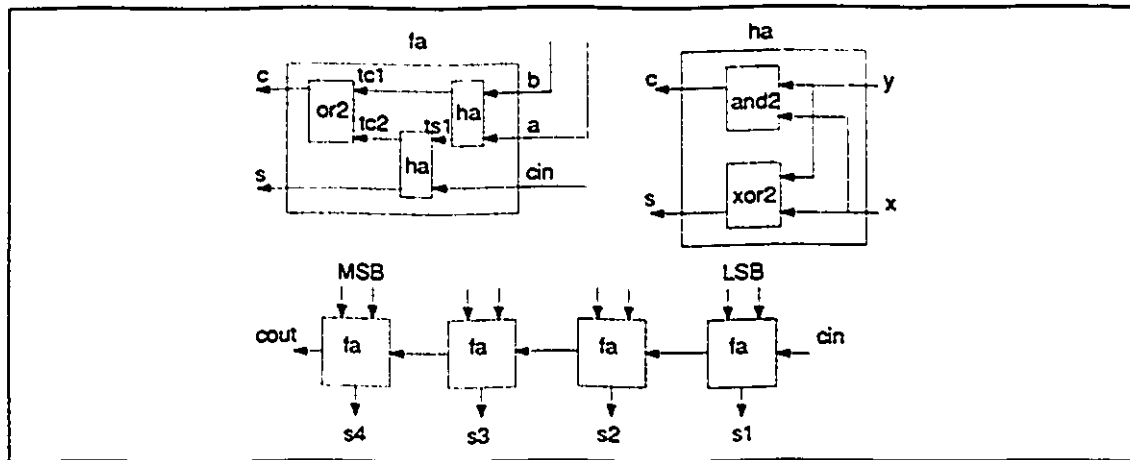 fa
ha
c tc1 b
or2 ha
tc2 ts1 a
ha
s cin
c and2 y
xor2
s x
MSB LSB
cout fa fa fa fa cin
s4 s3 s2 s1